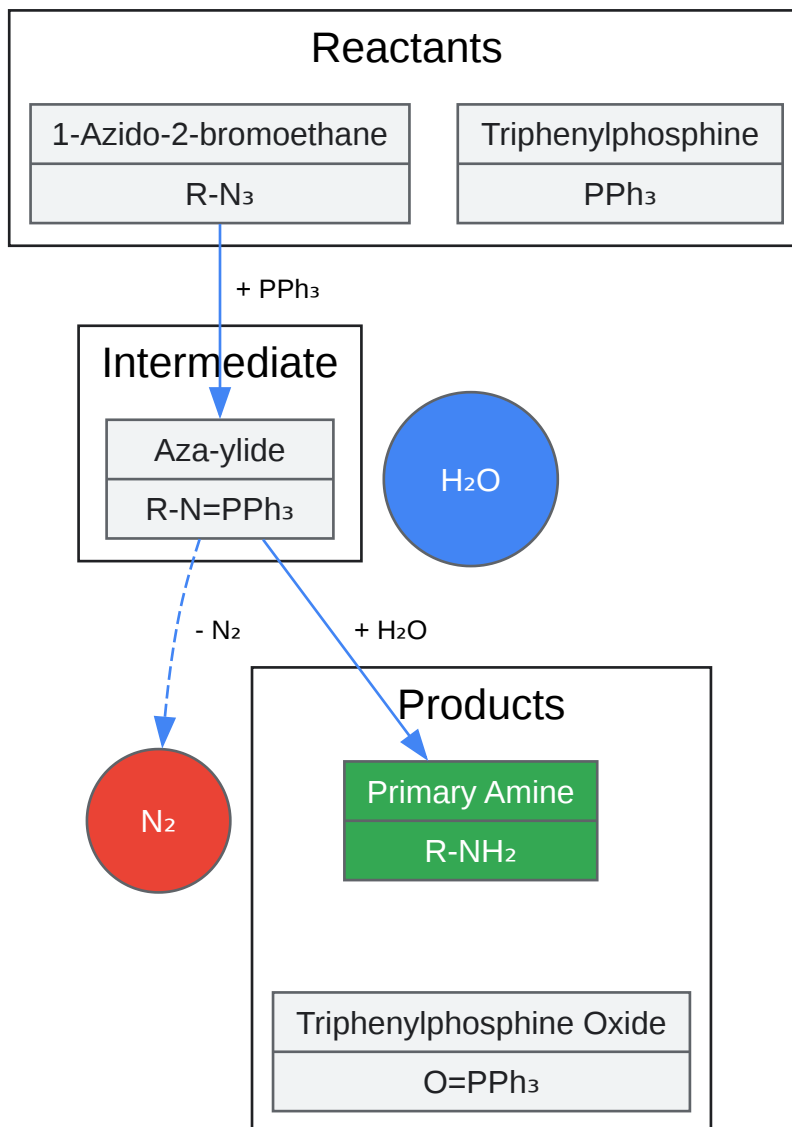 Reactants
1-Azido-2-bromoethane
R-N₃
Triphenylphosphine
PPh₃
+ PPh₃
Intermediate
Aza-ylide
R-N=PPh₃
H₂O
- N₂
+ H₂O
Products
Primary Amine
R-NH₂
N₂
Triphenylphosphine Oxide
O=PPh₃